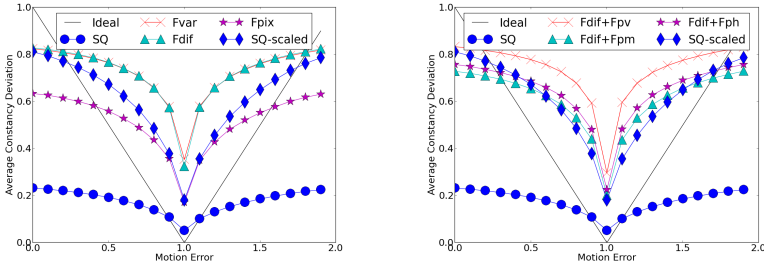 1.0
0.8
0.6
0.4
0.2
0.0
Average Constancy Deviation
Ideal
SQ
Fvar
Fdif
Fpix
SQ-scaled
0.0 0.5 1.0 1.5 2.0
Motion Error
1.0
0.8
0.6
0.4
0.2
0.0
Average Constancy Deviation
Ideal
SQ
Fdif+Fpv
Fdif+Fpm
Fdif+Fph
SQ-scaled
0.0 0.5 1.0 1.5 2.0
Motion Error